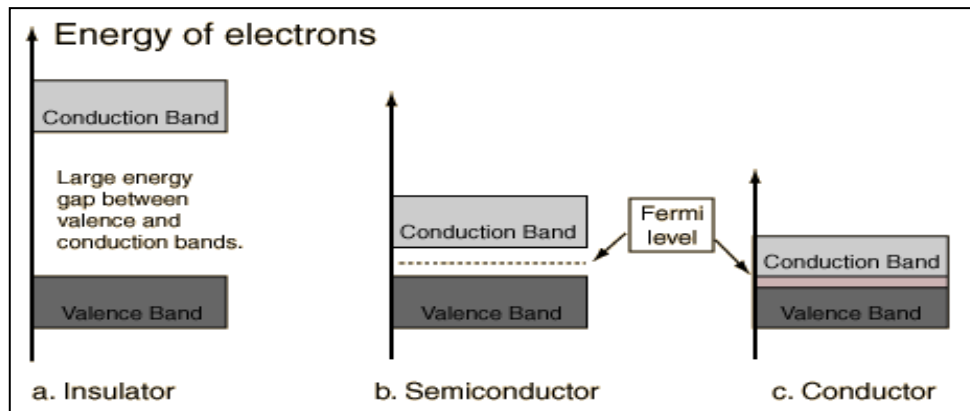 Energy of electrons
Conduction Band
Large energy
gap between
valence and
conduction bands.
Valence Band
a. Insulator
Conduction Band
Valence Band
b. Semiconductor
Fermi
level
Conduction Band
Valence Band
c. Conductor